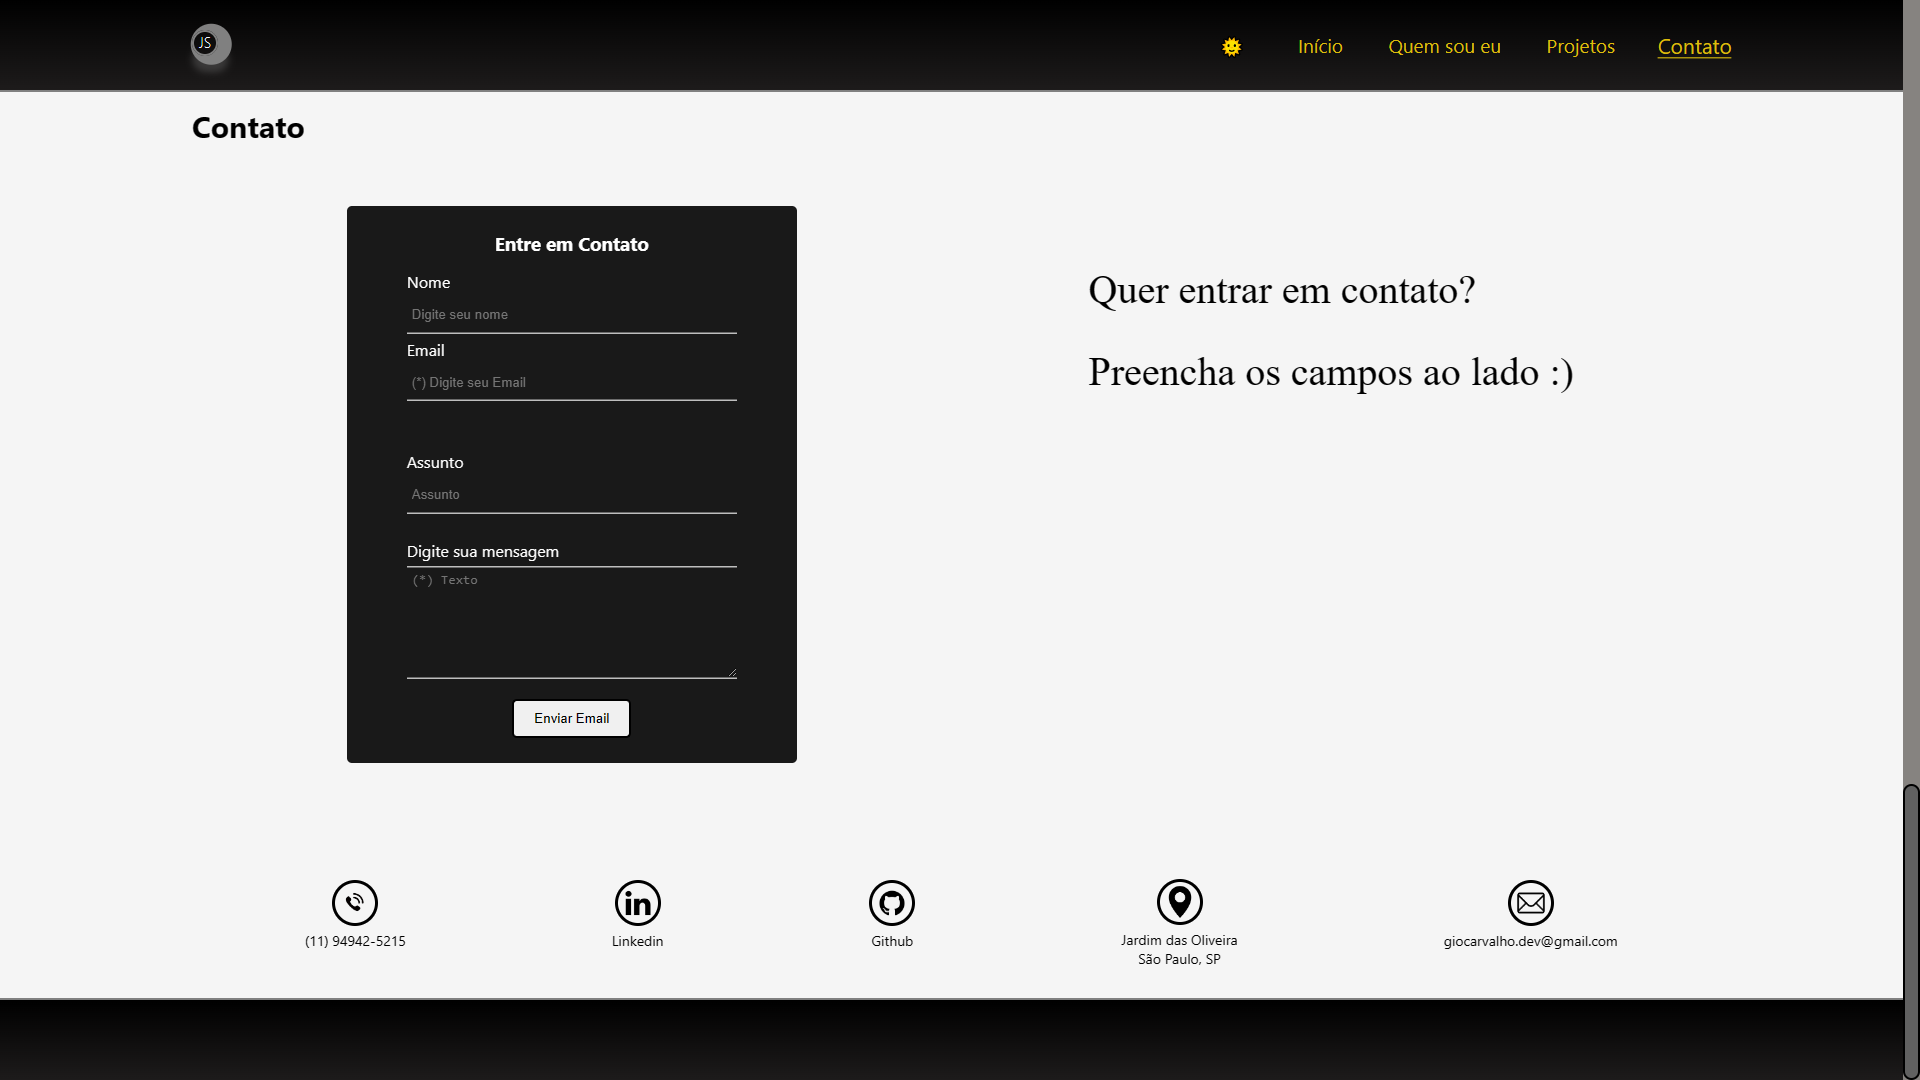 JS
Início
Quem sou eu
Projetos
Contato
Contato
Entre em Contato
Nome
Digite seu nome
Email
(*) Digite seu Email
Assunto
Assunto
Digite sua mensagem
(*) Texto
Enviar Email
Quer entrar em contato?
Preencha os campos ao lado :)
(11) 94942-5215
Linkedin
Github
Jardim das Oliveira
São Paulo, SP
giocarvalho.dev@gmail.com